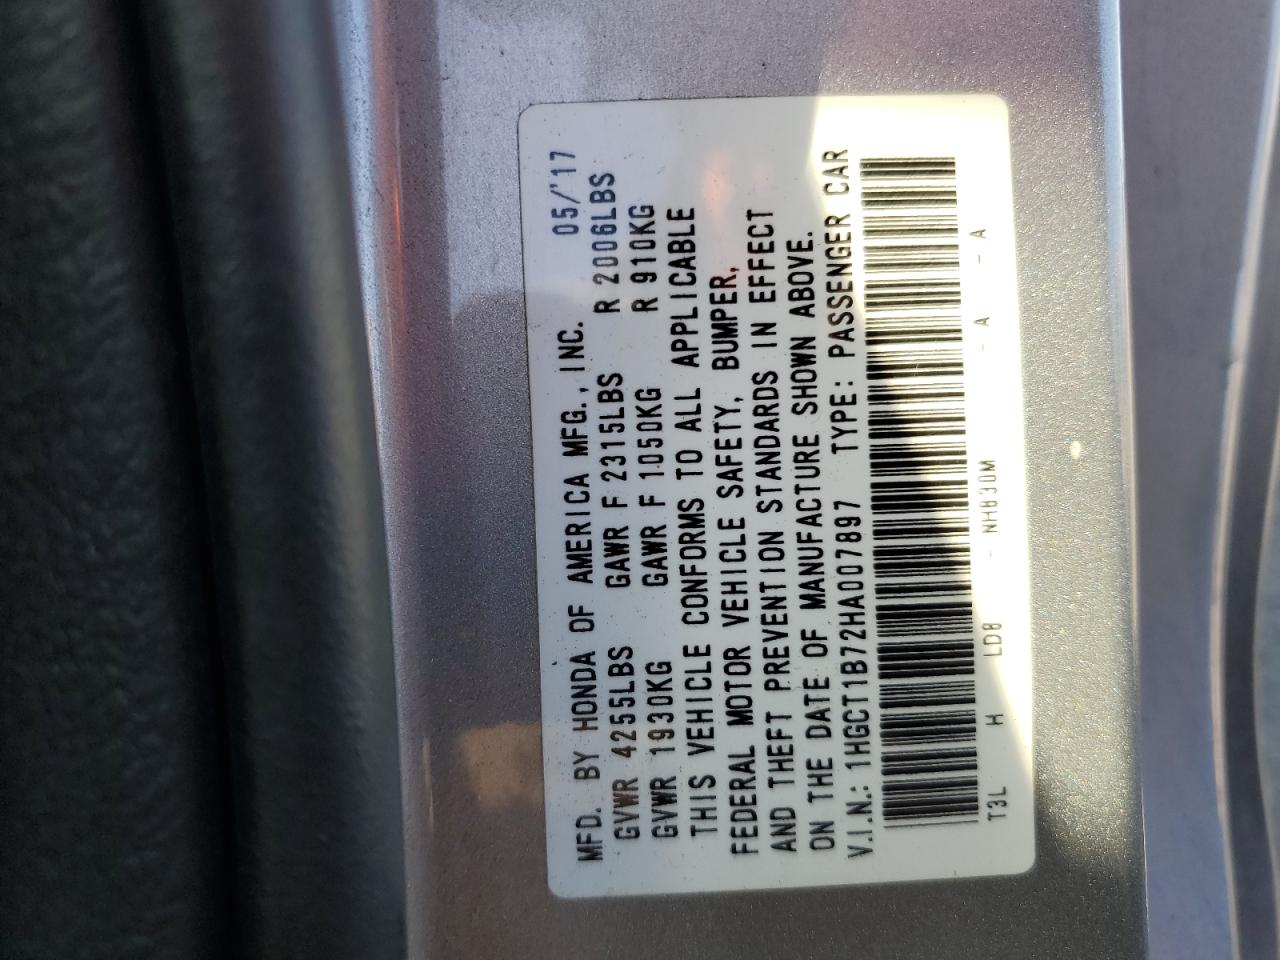 MFD. BY HONDA OF AMERICA MFG., INC. 05/'17
GVWR 4255LBS GAWR F 2315LBS R 2006LBS
GVWR 1930KG GAWR F 1050KG R 910KG
THIS VEHICLE CONFORMS TO ALL APPLICABLE
FEDERAL MOTOR VEHICLE SAFETY, BUMPER,
AND THEFT PREVENTION STANDARDS IN EFFECT
ON THE DATE OF MANUFACTURE SHOWN ABOVE.
V.I.N.: 1HGCT1B72HA007897 TYPE: PASSENGER CAR
T3L H LD8 - NH830M - A - A